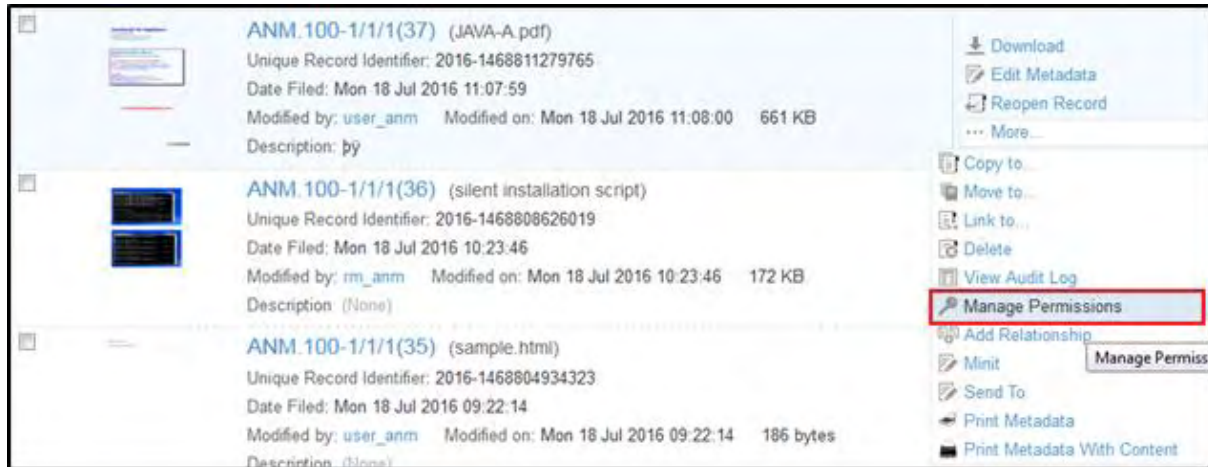 ANM.100-1/1/1(37) (JAVA-A.pdf)
Unique Record Identifier: 2016-1468811279765
Date Filed: Mon 18 Jul 2016 11:07:59
Modified by: user_anm Modified on: Mon 18 Jul 2016 11:08:00 661 KB
Description: þÿ
ANM.100-1/1/1(36) (silent installation script)
Unique Record Identifier: 2016-1468808626019
Date Filed: Mon 18 Jul 2016 10:23:46
Modified by: rm_anm Modified on: Mon 18 Jul 2016 10:23:46 172 KB
Description (None)
ANM.100-1/1/1(35) (sample.html)
Unique Record Identifier: 2016-1468804934323
Date Filed: Mon 18 Jul 2016 09:22:14
Modified by: user_anm Modified on: Mon 18 Jul 2016 09:22:14 186 bytes
Description (None)
Download
Edit Metadata
Reopen Record
... More...
Copy to...
Move to...
Link to...
Delete
View Audit Log
Manage Permissions
Add Relationship
Manage Permiss
Minit
Send To
Print Metadata
Print Metadata With Content